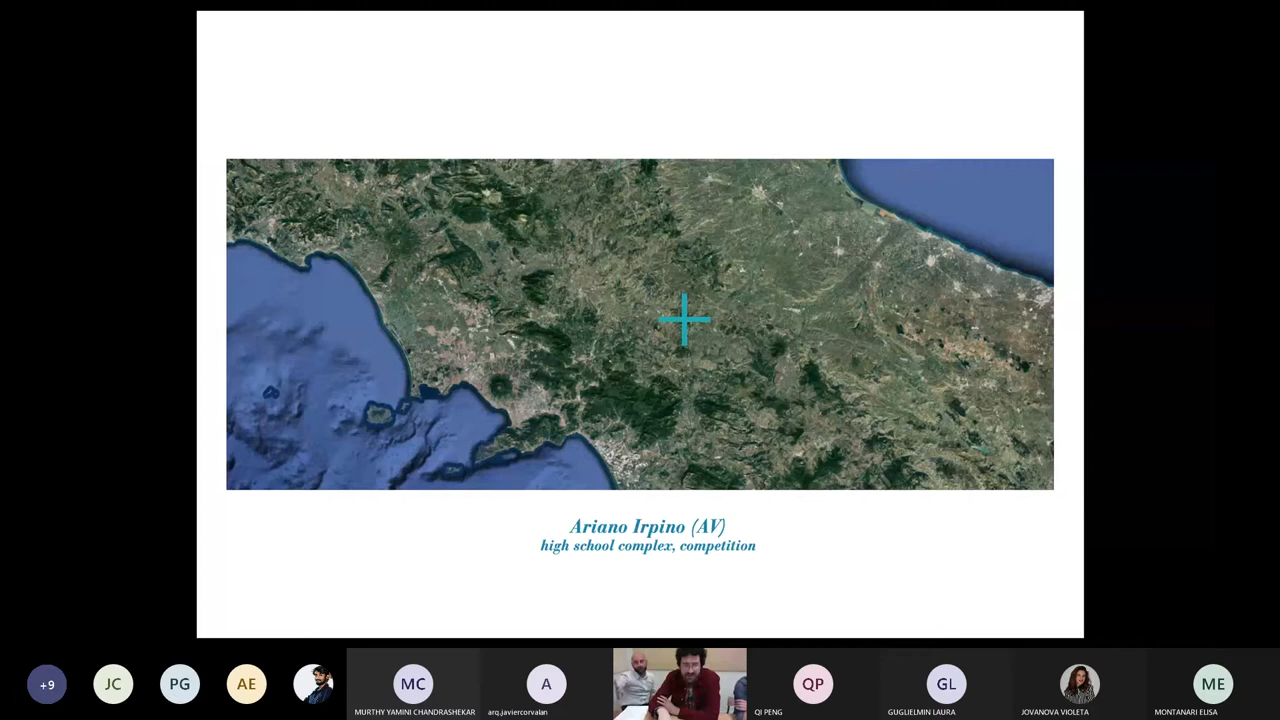 Ariano Irpino (AV)
high school complex, competition
+9
JC
PG
AE
MC
MURTHY YAMINI CHANDRASHEKAR
A
arq.javiercorvalan
QP
QI PENG
GL
GUGLIELMIN LAURA
JOVANOVA VIOLETA
ME
MONTANARI ELISA